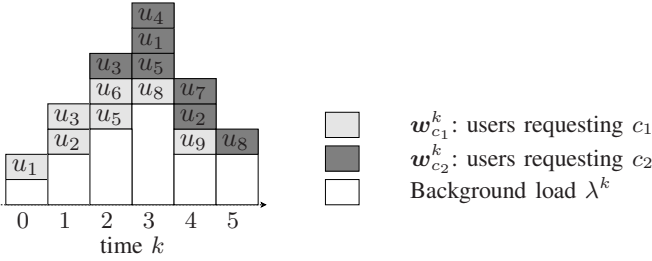 u₄
u₁
u₃ u₅
u₆ u₈ u₇
u₃ u₅ u₂
u₂ u₉ u₈
u₁
0 1 2 3 4 5
time k
w^k_{c₁}: users requesting c₁
w^k_{c₂}: users requesting c₂
Background load λ^k